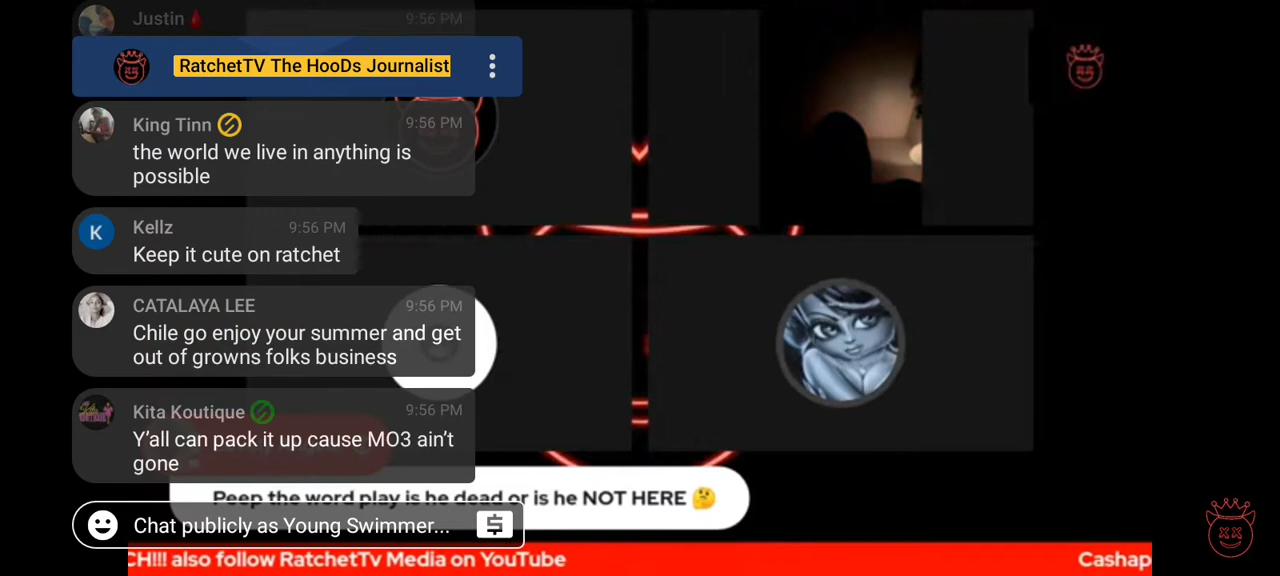 Justin 9:56 PM
RatchetTV The HooDs Journalist
King Tinn 9:56 PM
the world we live in anything is
possible
Kellz 9:56 PM
K
Keep it cute on ratchet
CATALAYA LEE 9:56 PM
Chile go enjoy your summer and get
out of growns folks business
Kita Koutique 9:56 PM
Y'all can pack it up cause MO3 ain't
gone
Peep the word play is he dead or is he NOT HERE 🤔
Chat publicly as Young Swimmer...
CH!!! also follow RatchetTv Media on YouTube Cashap